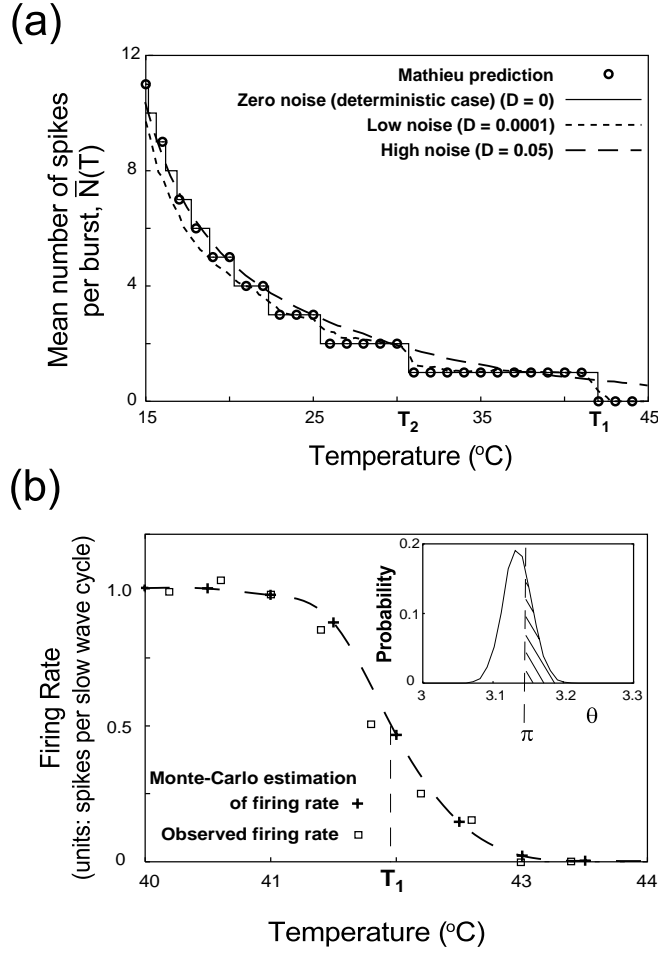 (a)
12
8
4
0
Mean number of spikes
per burst, N̅(T)
Mathieu prediction
Zero noise (deterministic case) (D = 0)
Low noise (D = 0.0001)
High noise (D = 0.05)
15 25 T₂ 35 T₁ 45
Temperature (ºC)
(b)
1.0
0.5
0
Firing Rate
(units: spikes per slow wave cycle)
0.2
0.1
0
Probability
3 3.1 3.2 3.3
π
θ
Monte-Carlo estimation
of firing rate
Observed firing rate
40 41 T₁ 43 44
Temperature (ºC)